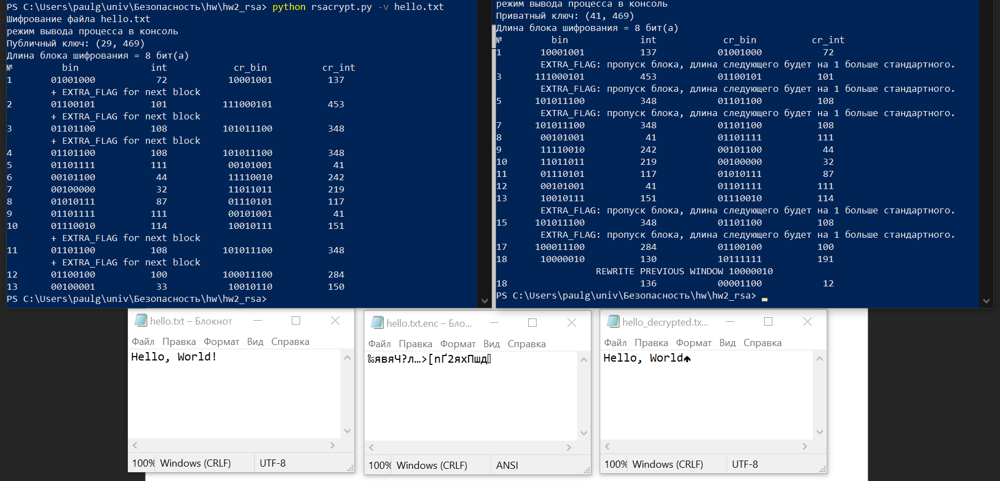 PS C:\Users\paulg\univ\Безопасность\hw\hw2_rsa> python rsacrypt.py -v hello.txt
Шифрование файла hello.txt
режим вывода процесса в консоль
Публичный ключ: (29, 469)
Длина блока шифрования = 8 бит(а)
№ bin int cr_bin cr_int
1 01001000 72 10001001 137
+ EXTRA_FLAG for next block
2 01100101 101 111000101 453
+ EXTRA_FLAG for next block
3 01101100 108 101011100 348
+ EXTRA_FLAG for next block
4 01101100 108 101011100 348
5 01101111 111 00101001 41
6 00101100 44 11110010 242
7 00100000 32 11011011 219
8 01010111 87 01110101 117
9 01101111 111 00101001 41
10 01110010 114 10010111 151
+ EXTRA_FLAG for next block
11 01101100 108 101011100 348
+ EXTRA_FLAG for next block
12 01100100 100 100011100 284
13 00100001 33 10010110 150
PS C:\Users\paulg\univ\Безопасность\hw\hw2_rsa>
режим вывода процесса в консоль
Приватный ключ: (41, 469)
Длина блока шифрования = 8 бит(а)
№ bin int cr_bin cr_int
1 10001001 137 01001000 72
EXTRA_FLAG: пропуск блока, длина следующего будет на 1 больше стандартного.
3 111000101 453 01100101 101
EXTRA_FLAG: пропуск блока, длина следующего будет на 1 больше стандартного.
5 101011100 348 01101100 108
EXTRA_FLAG: пропуск блока, длина следующего будет на 1 больше стандартного.
7 101011100 348 01101100 108
8 00101001 41 01101111 111
9 11110010 242 00101100 44
10 11011011 219 00100000 32
11 01110101 117 01010111 87
12 00101001 41 01101111 111
13 10010111 151 01110010 114
EXTRA_FLAG: пропуск блока, длина следующего будет на 1 больше стандартного.
15 101011100 348 01101100 108
EXTRA_FLAG: пропуск блока, длина следующего будет на 1 больше стандартного.
17 100011100 284 01100100 100
18 10000010 130 10111111 191
REWRITE PREVIOUS WINDOW 10000010
18 136 00001100 12
PS C:\Users\paulg\univ\Безопасность\hw\hw2_rsa>
hello.txt – Блокнот
Файл Правка Формат Вид Справка
Hello, World!
100% Windows (CRLF) UTF-8
hello.txt.enc – Бло...
Файл Правка Формат Вид Справка
‰явяЧ?л…>[пҐ2яхПшд▯
100% Windows (CRLF) ANSI
hello_decrypted.tx...
Файл Правка Формат Вид Справка
Hello, World🡅
100% Windows (CRLF) UTF-8